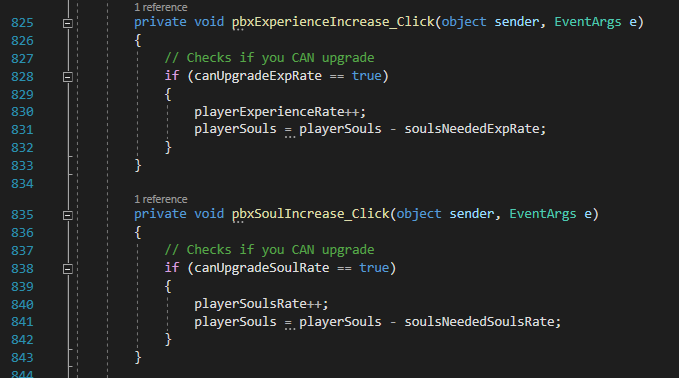 1 reference
825 private void pbxExperienceIncrease_Click(object sender, EventArgs e)
826 {
827 // Checks if you CAN upgrade
828 if (canUpgradeExpRate == true)
829 {
830 playerExperienceRate++;
831 playerSouls = playerSouls - soulsNeededExpRate;
832 }
833 }
834
1 reference
835 private void pbxSoulIncrease_Click(object sender, EventArgs e)
836 {
837 // Checks if you CAN upgrade
838 if (canUpgradeSoulRate == true)
839 {
840 playerSoulsRate++;
841 playerSouls = playerSouls - soulsNeededSoulsRate;
842 }
843 }
844